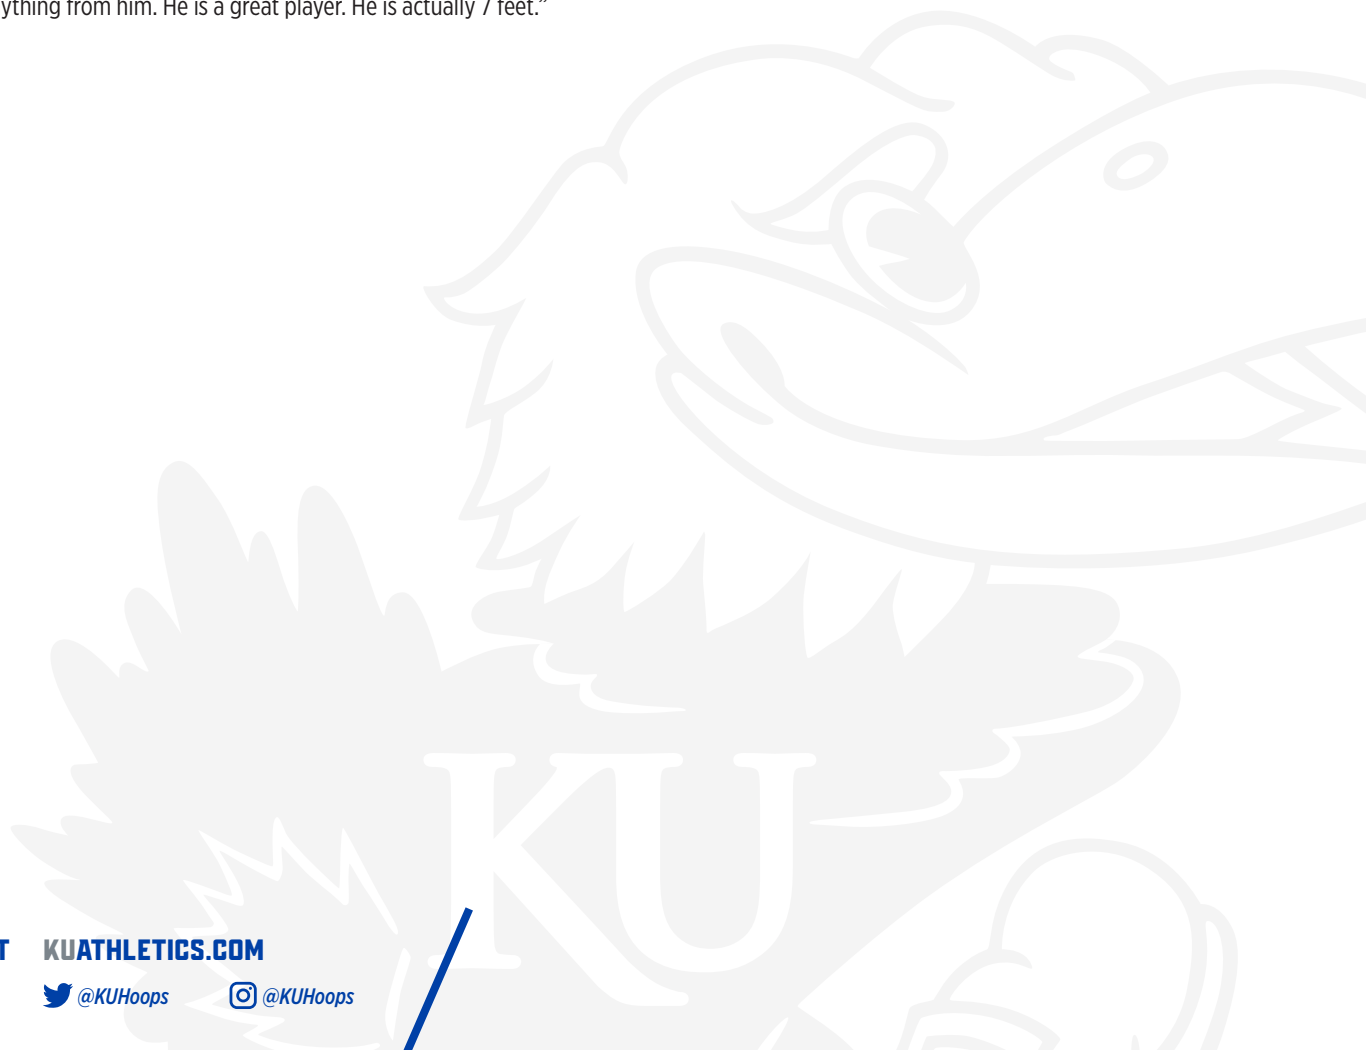 ything from him. He is a great player. He is actually 7 feet.”
KU
T KUATHLETICS.COM
@KUHoops @KUHoops